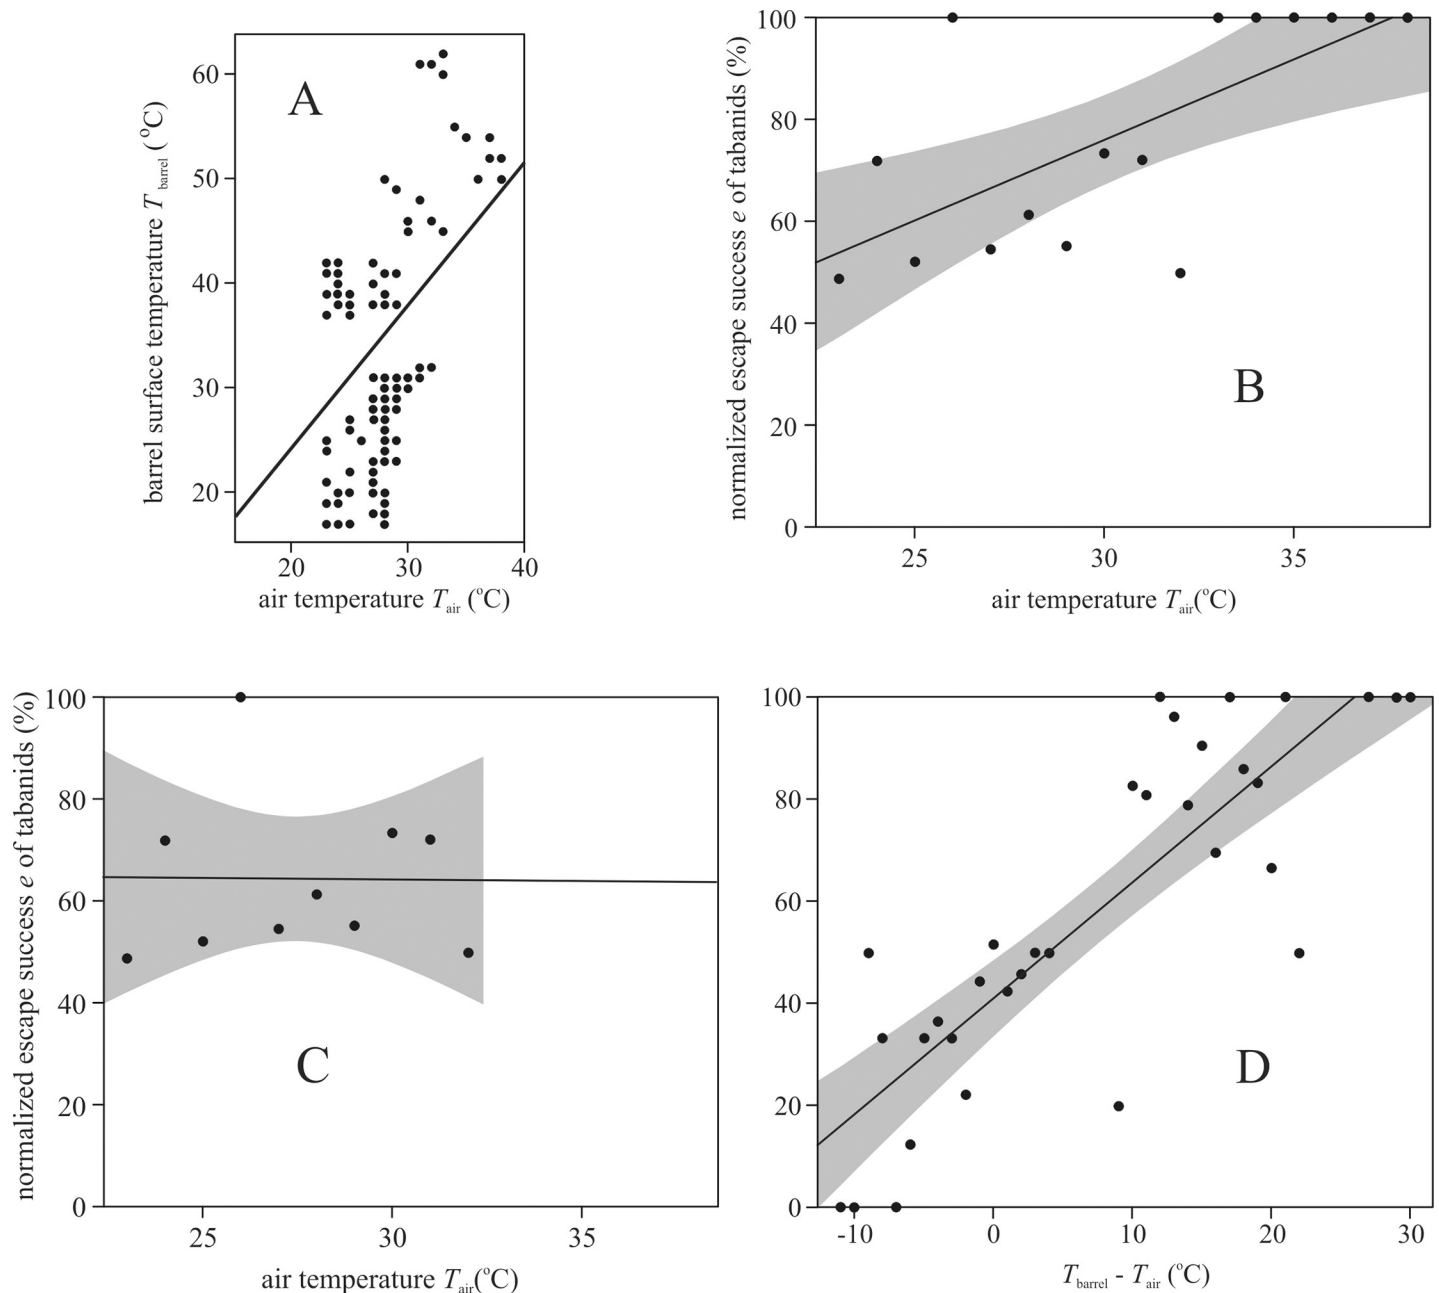 A
60
50
40
30
20
barrel surface temperature T barrel (°C)
20 30 40
air temperature T air (°C)
B
100
80
60
40
20
0
normalized escape success e of tabanids (%)
25 30 35
air temperature T air(°C)
C
100
80
60
40
20
0
normalized escape success e of tabanids (%)
25 30 35
air temperature T air(°C)
D
100
80
60
40
20
0
-10 0 10 20 30
T barrel - T air (°C)